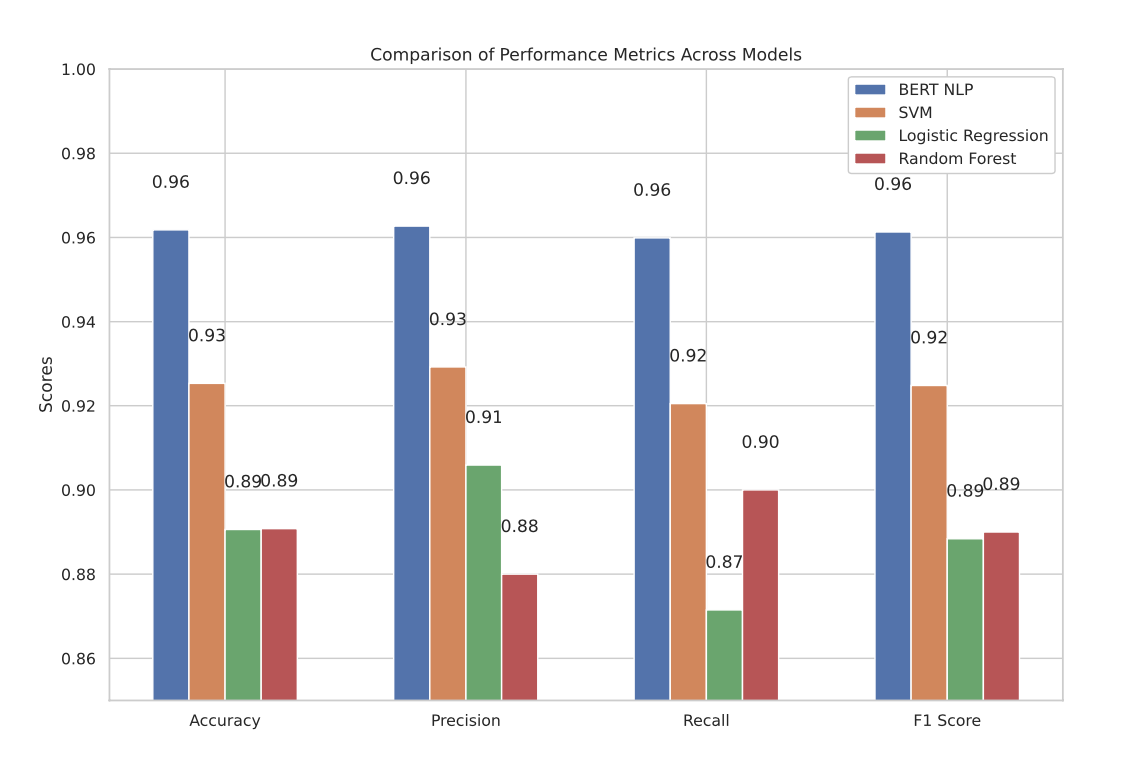 Comparison of Performance Metrics Across Models
1.00
0.98
0.96
0.94
0.92
0.90
0.88
0.86
Scores
BERT NLP
SVM
Logistic Regression
Random Forest
0.96
0.93
0.89
0.89
0.96
0.93
0.91
0.88
0.96
0.92
0.87
0.90
0.96
0.92
0.89
0.89
Accuracy
Precision
Recall
F1 Score